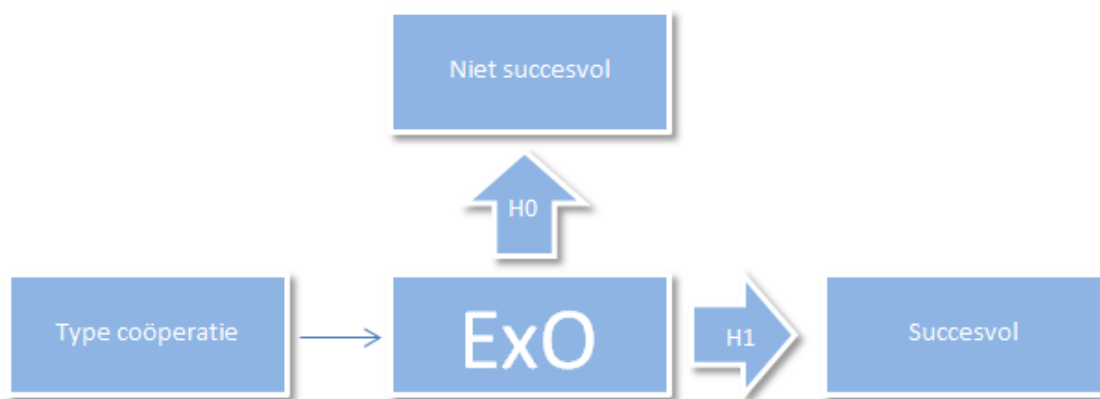 Niet succesvol
H0
Type coöperatie
ExO
H1
Succesvol